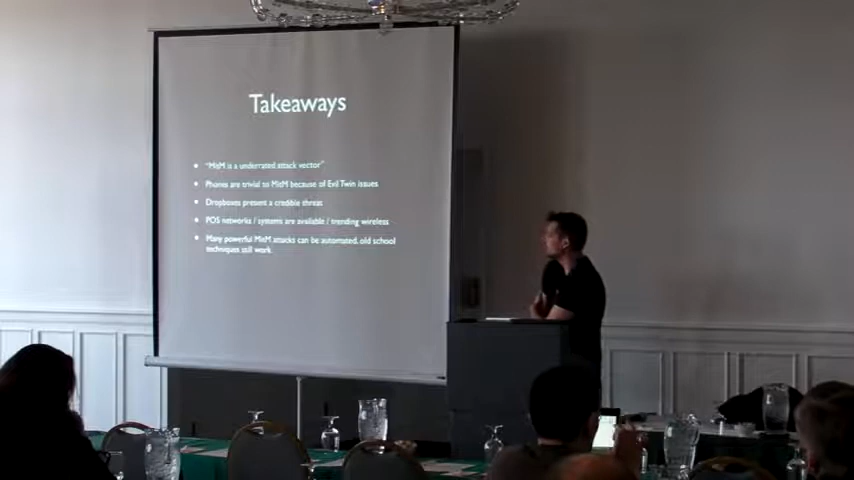 Takeaways
• "MitM is a underrated attack vector"
• Phones are trivial to MitM because of Evil Twin issues
• Dropboxes present a credible threat
• POS networks / systems are available / trending wireless
• Many powerful MitM attacks can be automated, old school
techniques still work